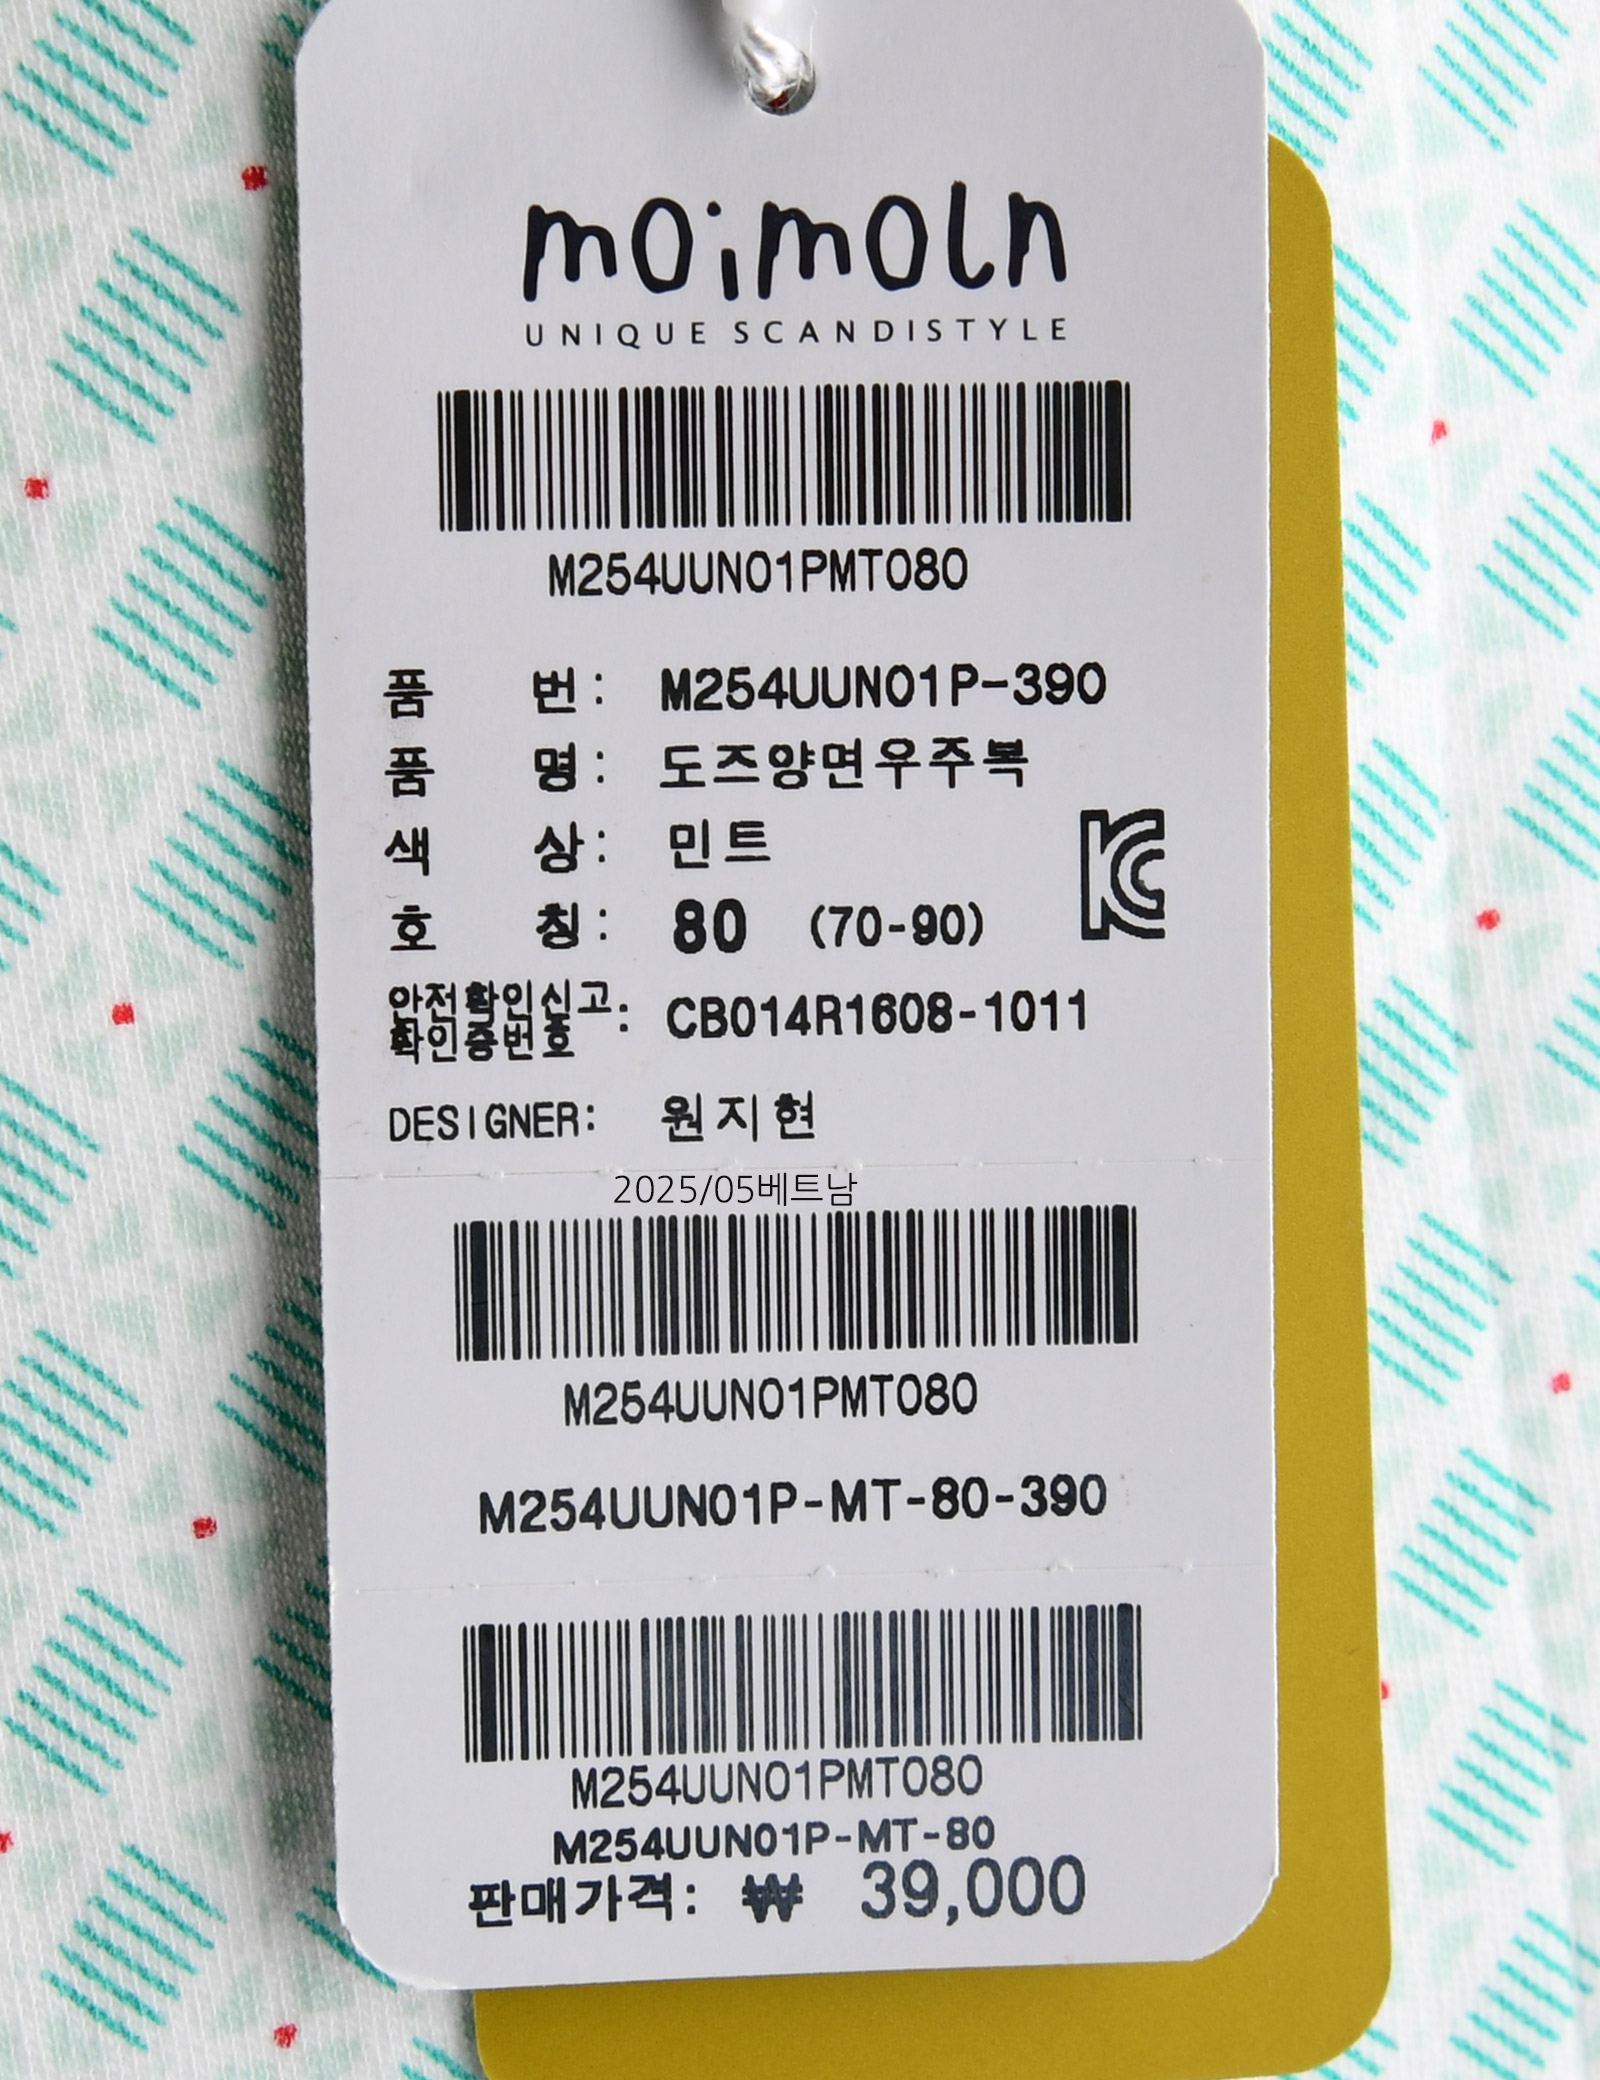 moimoln
UNIQUE SCANDISTYLE
M254UUN01PMT080
품 번: M254UUN01P-390
품 명: 도즈양면우주복
색 상: 민트
호 칭: 80 (70-90)
KC
안전확인신고
확인증번호: CB014R1608-1011
DESIGNER: 원지현
2025/05베트남
M254UUN01PMT080
M254UUN01P-MT-80-390
M254UUN01PMT080
M254UUN01P-MT-80
판매가격: ₩ 39,000